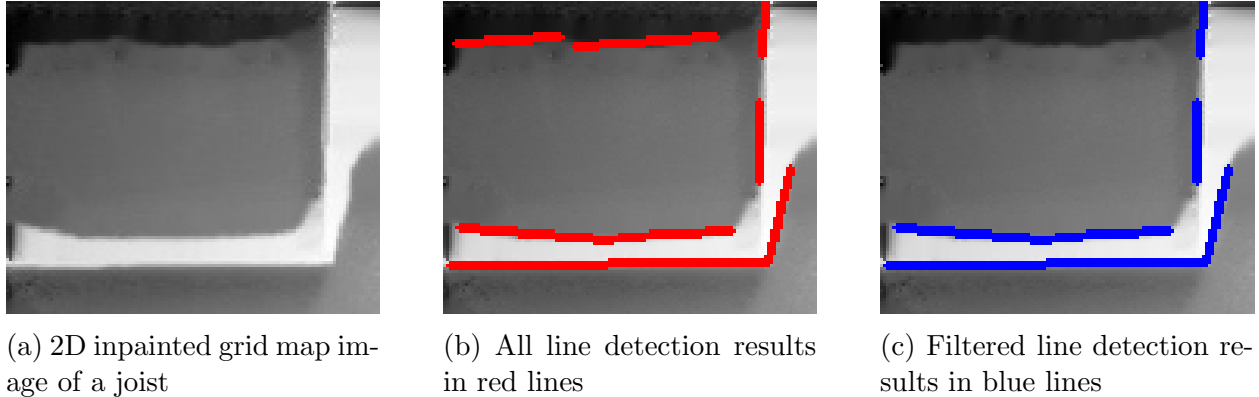 (a) 2D inpainted grid map im-
age of a joist
(b) All line detection results
in red lines
(c) Filtered line detection re-
sults in blue lines